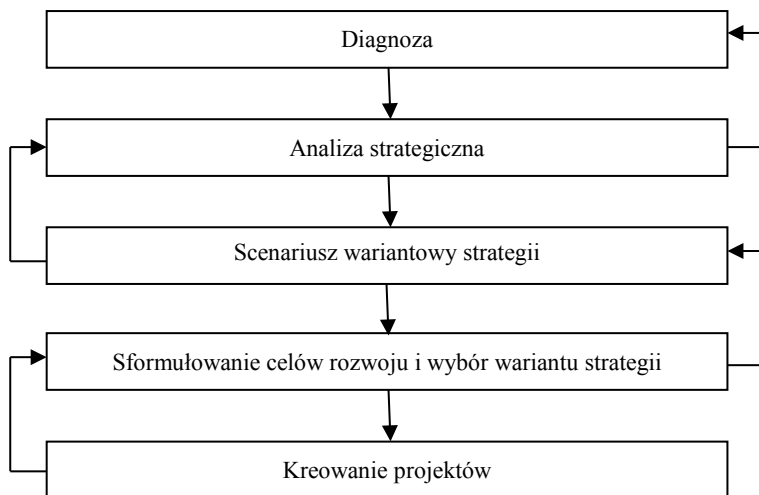 Diagnoza
Analiza strategiczna
Scenariusz wariantowy strategii
Sformułowanie celów rozwoju i wybór wariantu strategii
Kreowanie projektów